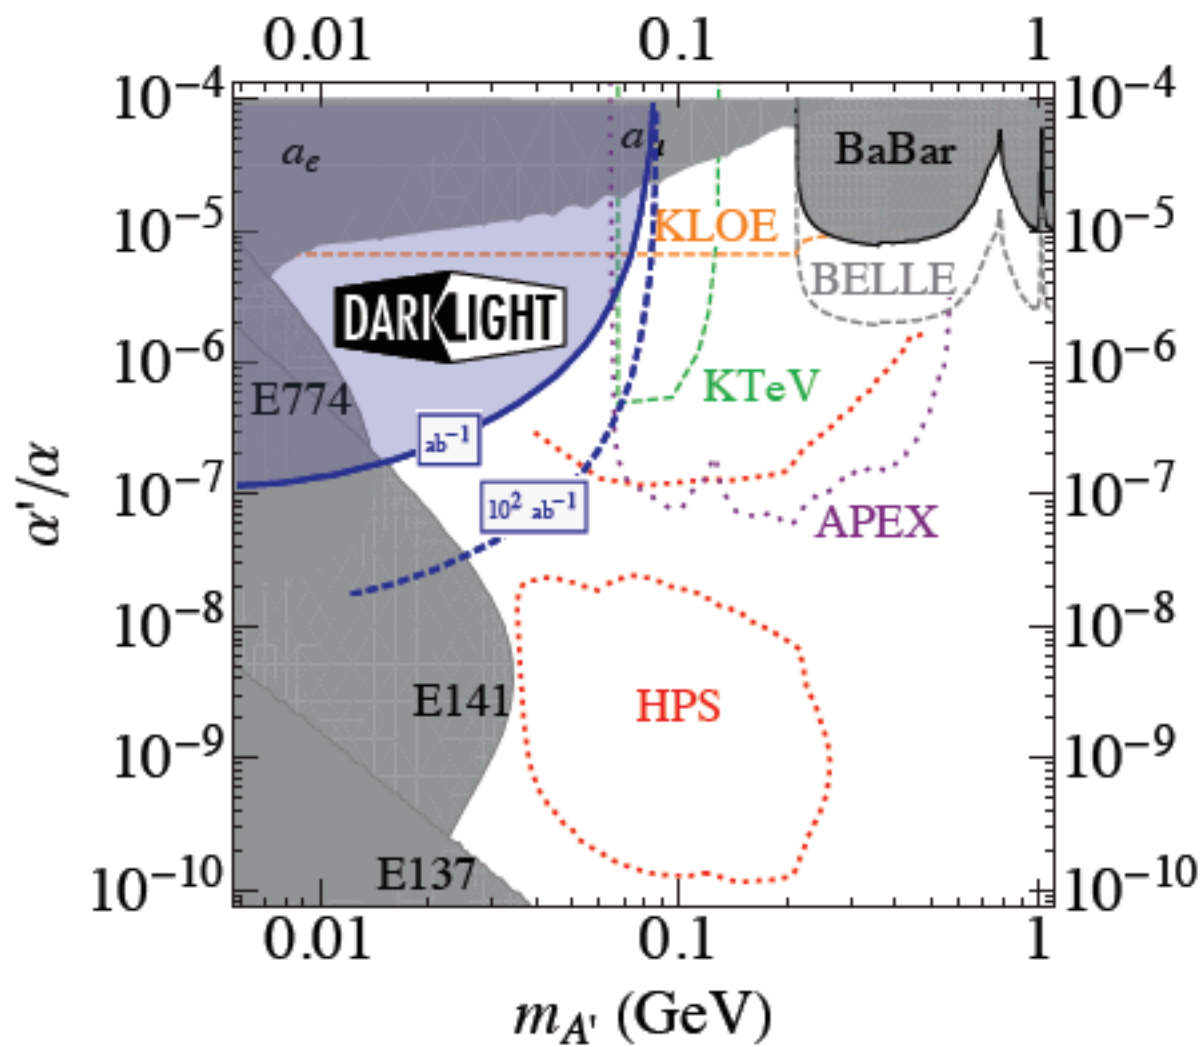 0.01 0.1 1
10⁻⁴ 10⁻⁴
a_e a_μ BaBar
10⁻⁵ KLOE 10⁻⁵
BELLE
DARKLIGHT
10⁻⁶ 10⁻⁶
E774 KTeV
ab⁻¹
10⁻⁷ 10⁻⁷
10² ab⁻¹ APEX
α'/α
10⁻⁸ 10⁻⁸
E141 HPS
10⁻⁹ 10⁻⁹
E137
10⁻¹⁰ 10⁻¹⁰
0.01 0.1 1
m_A' (GeV)